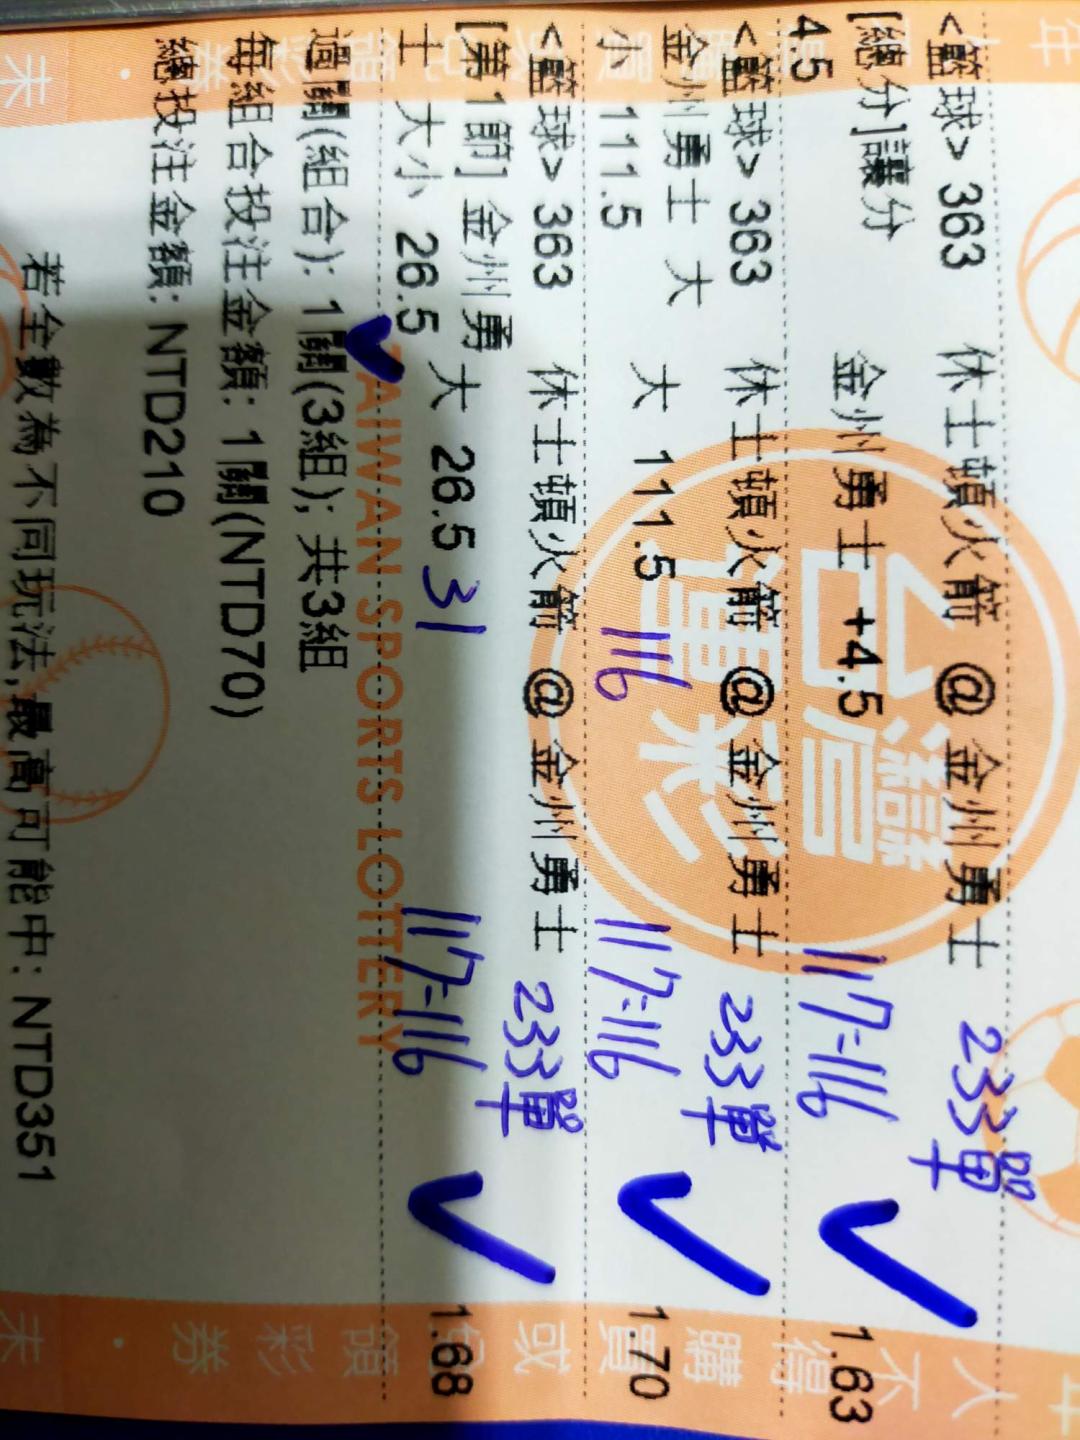 <籃球> 363 休士頓火箭 @ 金州勇士 233單
[總分]讓分 金州勇士 +4.5 117-116 1.63
4.5
<籃球> 363 休士頓火箭 @ 金州勇士 233單
金州勇士 大 大 111.5 116 117-116 1.70
小 111.5
<籃球> 363 休士頓火箭 @ 金州勇士 233單
[第1節] 金州勇 大 26.5 31 117-116 1.68
士 大小 26.5
過關(組合): 1關(3組); 共3組
每組合投注金額: 1關(NTD70)
總投注金額: NTD210
若全數為不同玩法,最高可能中: NTD351
台灣
運彩
TAIWAN SPORTS LOTTERY